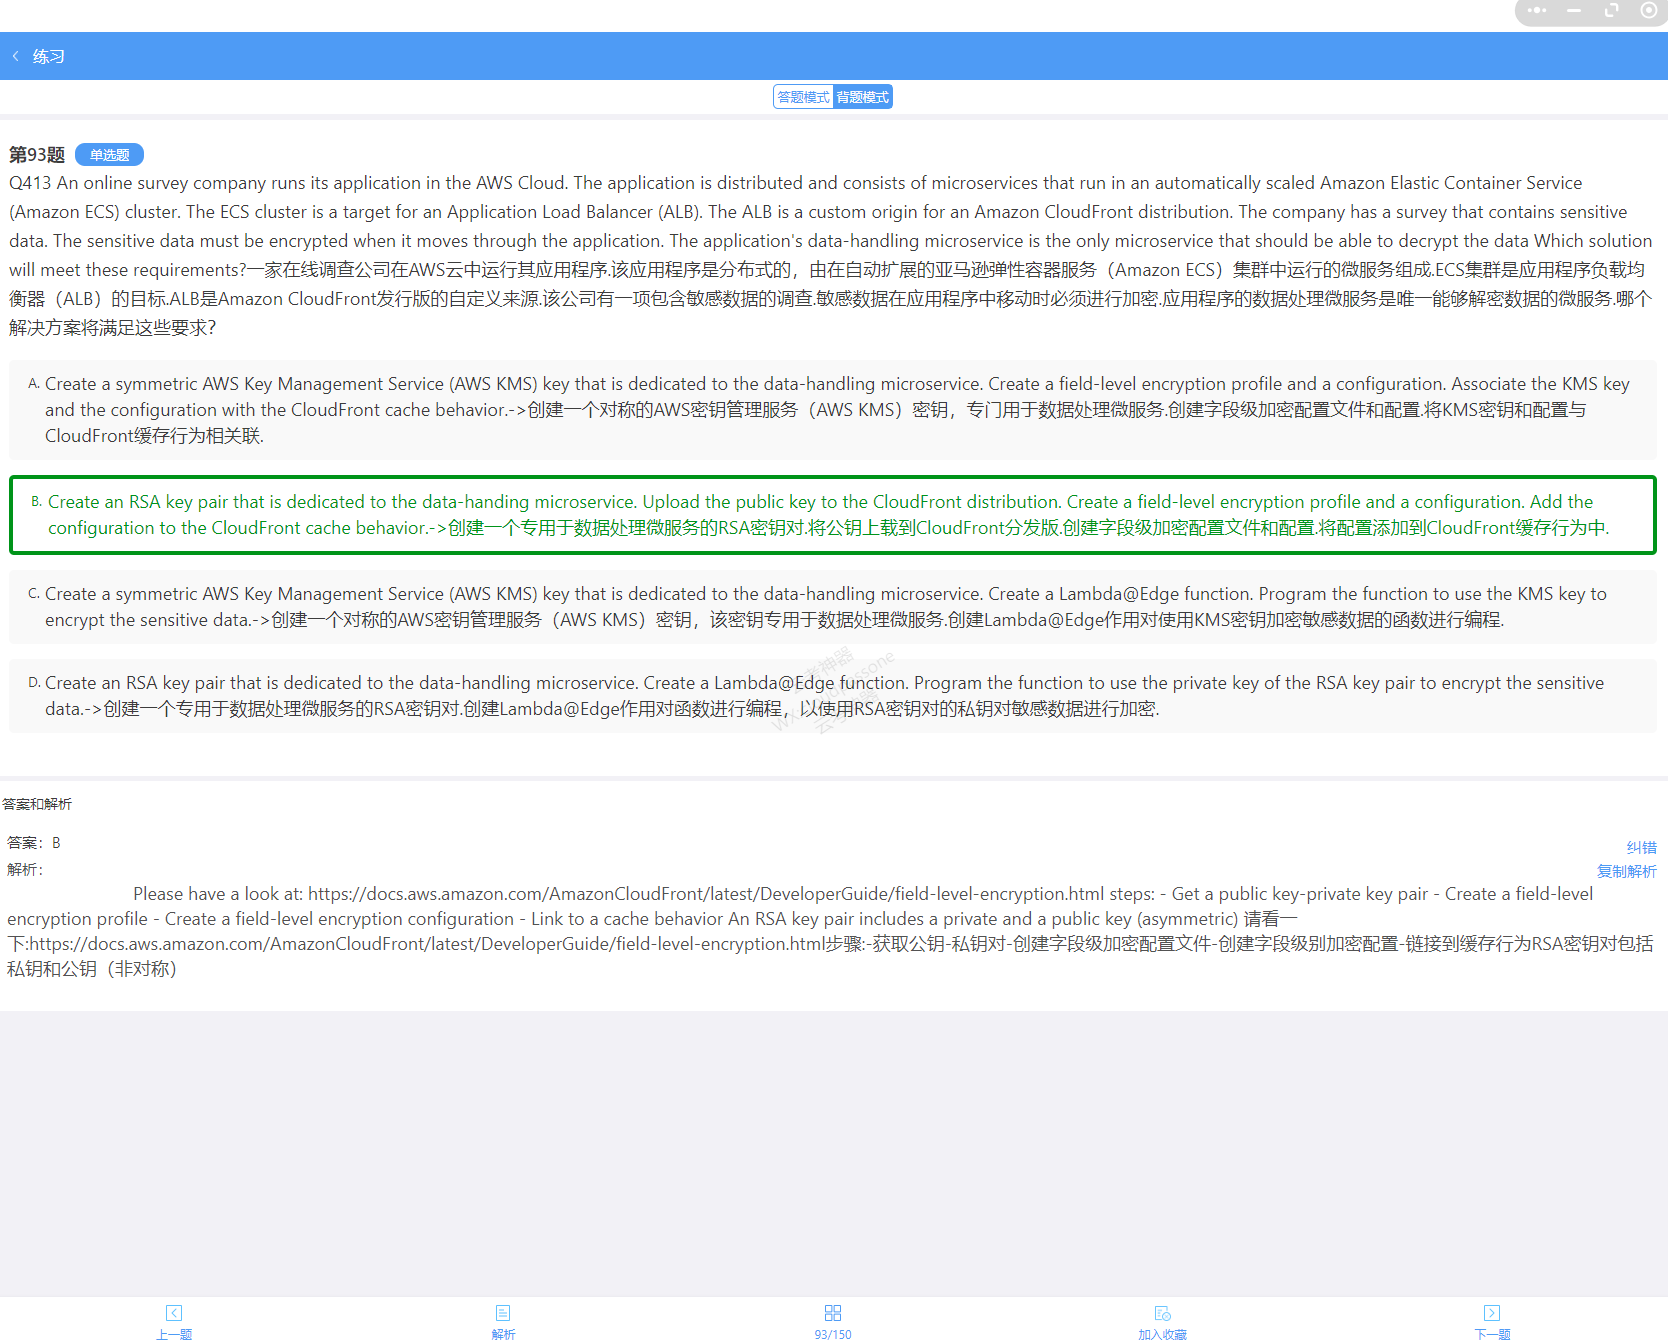 练习
答题模式 背题模式
第93题 单选题
Q413 An online survey company runs its application in the AWS Cloud. The application is distributed and consists of microservices that run in an automatically scaled Amazon Elastic Container Service
(Amazon ECS) cluster. The ECS cluster is a target for an Application Load Balancer (ALB). The ALB is a custom origin for an Amazon CloudFront distribution. The company has a survey that contains sensitive
data. The sensitive data must be encrypted when it moves through the application. The application's data-handling microservice is the only microservice that should be able to decrypt the data Which solution
will meet these requirements?一家在线调查公司在AWS云中运行其应用程序.该应用程序是分布式的，由在自动扩展的亚马逊弹性容器服务（Amazon ECS）集群中运行的微服务组成.ECS集群是应用程序负载均
衡器（ALB）的目标.ALB是Amazon CloudFront发行版的自定义来源.该公司有一项包含敏感数据的调查.敏感数据在应用程序中移动时必须进行加密.应用程序的数据处理微服务是唯一能够解密数据的微服务.哪个
解决方案将满足这些要求?
A. Create a symmetric AWS Key Management Service (AWS KMS) key that is dedicated to the data-handling microservice. Create a field-level encryption profile and a configuration. Associate the KMS key
and the configuration with the CloudFront cache behavior.->创建一个对称的AWS密钥管理服务（AWS KMS）密钥，专门用于数据处理微服务.创建字段级加密配置文件和配置.将KMS密钥和配置与
CloudFront缓存行为相关联.
B. Create an RSA key pair that is dedicated to the data-handing microservice. Upload the public key to the CloudFront distribution. Create a field-level encryption profile and a configuration. Add the
configuration to the CloudFront cache behavior.->创建一个专用于数据处理微服务的RSA密钥对.将公钥上载到CloudFront分发版.创建字段级加密配置文件和配置.将配置添加到CloudFront缓存行为中.
C. Create a symmetric AWS Key Management Service (AWS KMS) key that is dedicated to the data-handling microservice. Create a Lambda@Edge function. Program the function to use the KMS key to
encrypt the sensitive data.->创建一个对称的AWS密钥管理服务（AWS KMS）密钥，该密钥专用于数据处理微服务.创建Lambda@Edge作用对使用KMS密钥加密敏感数据的函数进行编程.
D. Create an RSA key pair that is dedicated to the data-handling microservice. Create a Lambda@Edge function. Program the function to use the private key of the RSA key pair to encrypt the sensitive
data.->创建一个专用于数据处理微服务的RSA密钥对.创建Lambda@Edge作用对函数进行编程，以使用RSA密钥对的私钥对敏感数据进行加密.
答案和解析
答案：B
纠错
解析：
复制解析
Please have a look at: https://docs.aws.amazon.com/AmazonCloudFront/latest/DeveloperGuide/field-level-encryption.html steps: - Get a public key-private key pair - Create a field-level
encryption profile - Create a field-level encryption configuration - Link to a cache behavior An RSA key pair includes a private and a public key (asymmetric) 请看一
下:https://docs.aws.amazon.com/AmazonCloudFront/latest/DeveloperGuide/field-level-encryption.html步骤:-获取公钥-私钥对-创建字段级加密配置文件-创建字段级别加密配置-链接到缓存行为RSA密钥对包括
私钥和公钥（非对称）
上一题 解析 93/150 加入收藏 下一题